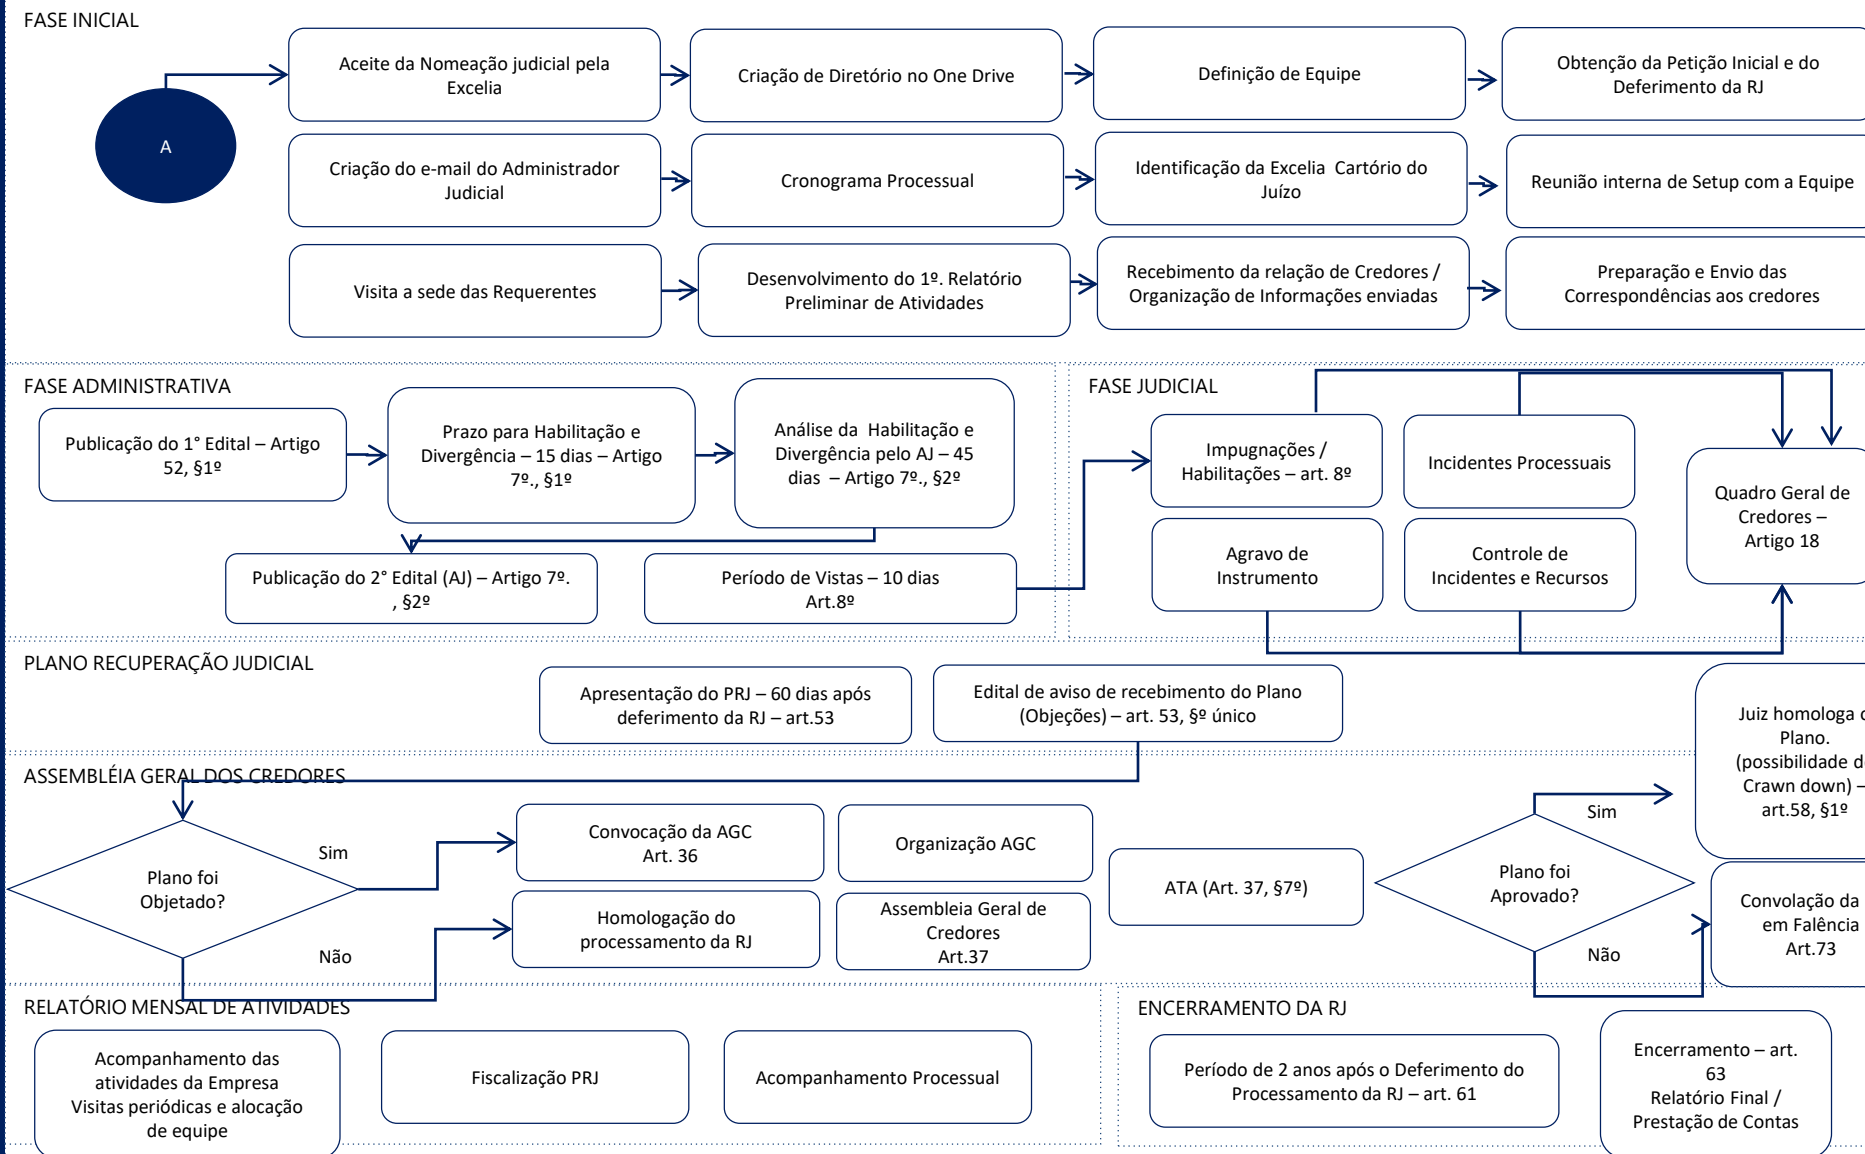 FASE INICIAL
A
Aceite da Nomeação judicial pela
Excelia
Criação de Diretório no One Drive
Definição de Equipe
Obtenção da Petição Inicial e do
Deferimento da RJ
Criação do e-mail do Administrador
Judicial
Cronograma Processual
Identificação da Excelia  Cartório do
Juízo
Reunião interna de Setup com a Equipe
Visita a sede das Requerentes
Desenvolvimento do 1º. Relatório
Preliminar de Atividades
Recebimento da relação de Credores /
Organização de Informações enviadas
Preparação e Envio das
Correspondências aos credores
FASE ADMINISTRATIVA
Publicação do 1° Edital – Artigo
52, §1º
Prazo para Habilitação e
Divergência – 15 dias – Artigo
7º., §1º
Análise da  Habilitação e
Divergência pelo AJ – 45
dias  – Artigo 7º., §2º
Publicação do 2° Edital (AJ) – Artigo 7º.
, §2º
Período de Vistas – 10 dias
Art.8º
FASE JUDICIAL
Impugnações /
Habilitações – art. 8º
Incidentes Processuais
Agravo de
Instrumento
Controle de
Incidentes e Recursos
Quadro Geral de
Credores –
Artigo 18
PLANO RECUPERAÇÃO JUDICIAL
Apresentação do PRJ – 60 dias após
deferimento da RJ – art.53
Edital de aviso de recebimento do Plano
(Objeções) – art. 53, §º único
Juiz homologa
Plano.
(possibilidade
Crawn down) –
art.58, §1º
ASSEMBLÉIA GERAL DOS CREDORES
Plano foi
Objetado?
Sim
Não
Convocação da AGC
Art. 36
Organização AGC
Homologação do
processamento da RJ
Assembleia Geral de
Credores
Art.37
ATA (Art. 37, §7º)
Plano foi
Aprovado?
Sim
Não
Convolação da
em Falência
Art.73
RELATÓRIO MENSAL DE ATIVIDADES
Acompanhamento das
atividades da Empresa
Visitas periódicas e alocação
de equipe
Fiscalização PRJ
Acompanhamento Processual
ENCERRAMENTO DA RJ
Período de 2 anos após o Deferimento do
Processamento da RJ – art. 61
Encerramento – art.
63
Relatório Final /
Prestação de Contas